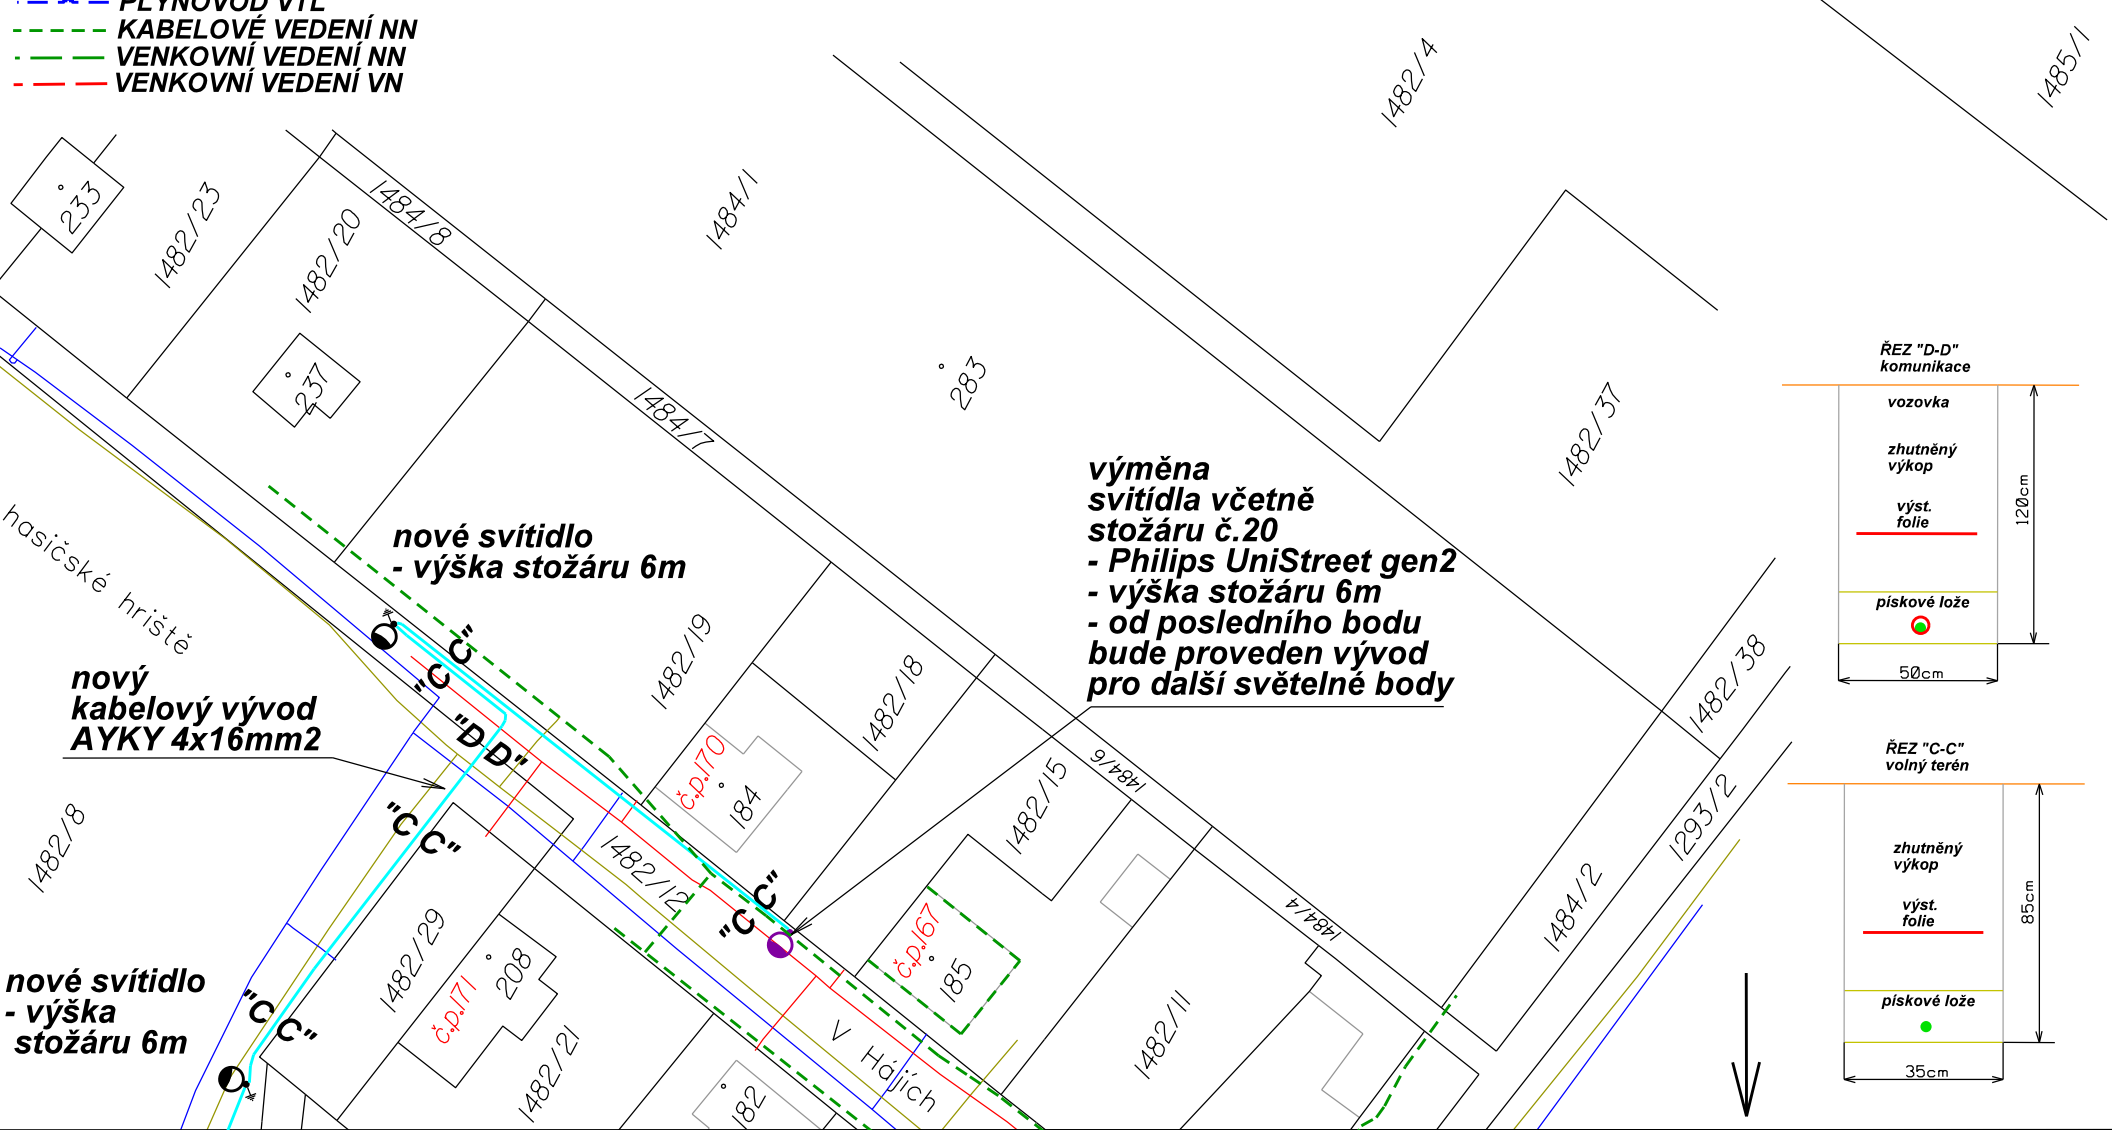 PLYNOVOD VTL
KABELOVÉ VEDENÍ NN
VENKOVNÍ VEDENÍ NN
VENKOVNÍ VEDENÍ VN
1482/4
1485/1
233
1482/23
1482/20
1484/8
1484/1
237
1484/7
283
1482/37
ŘEZ "D-D"
komunikace
vozovka
zhutněný
výkop
výst.
folie
pískové lože
120cm
50cm
výměna
svitídla včetně
stožáru č.20
- Philips UniStreet gen2
- výška stožáru 6m
- od posledního bodu
bude proveden vývod
pro další světelné body
nové svítidlo
- výška stožáru 6m
hasičské hriště
nový
kabelový vývod
AYKY 4x16mm2
"C C"
"D D"
"C C"
1482/19
1482/18
1482/38
č.p.170
184
1484/6
1482/15
1293/2
ŘEZ "C-C"
volný terén
zhutněný
výkop
výst.
folie
pískové lože
85cm
35cm
1482/8
1482/12
"C C"
1482/29
č.p.171
208
č.p.167
185
1484/4
1484/2
nové svítidlo
- výška
stožáru 6m
"C C"
1482/21
V Hájích
1482/11
182